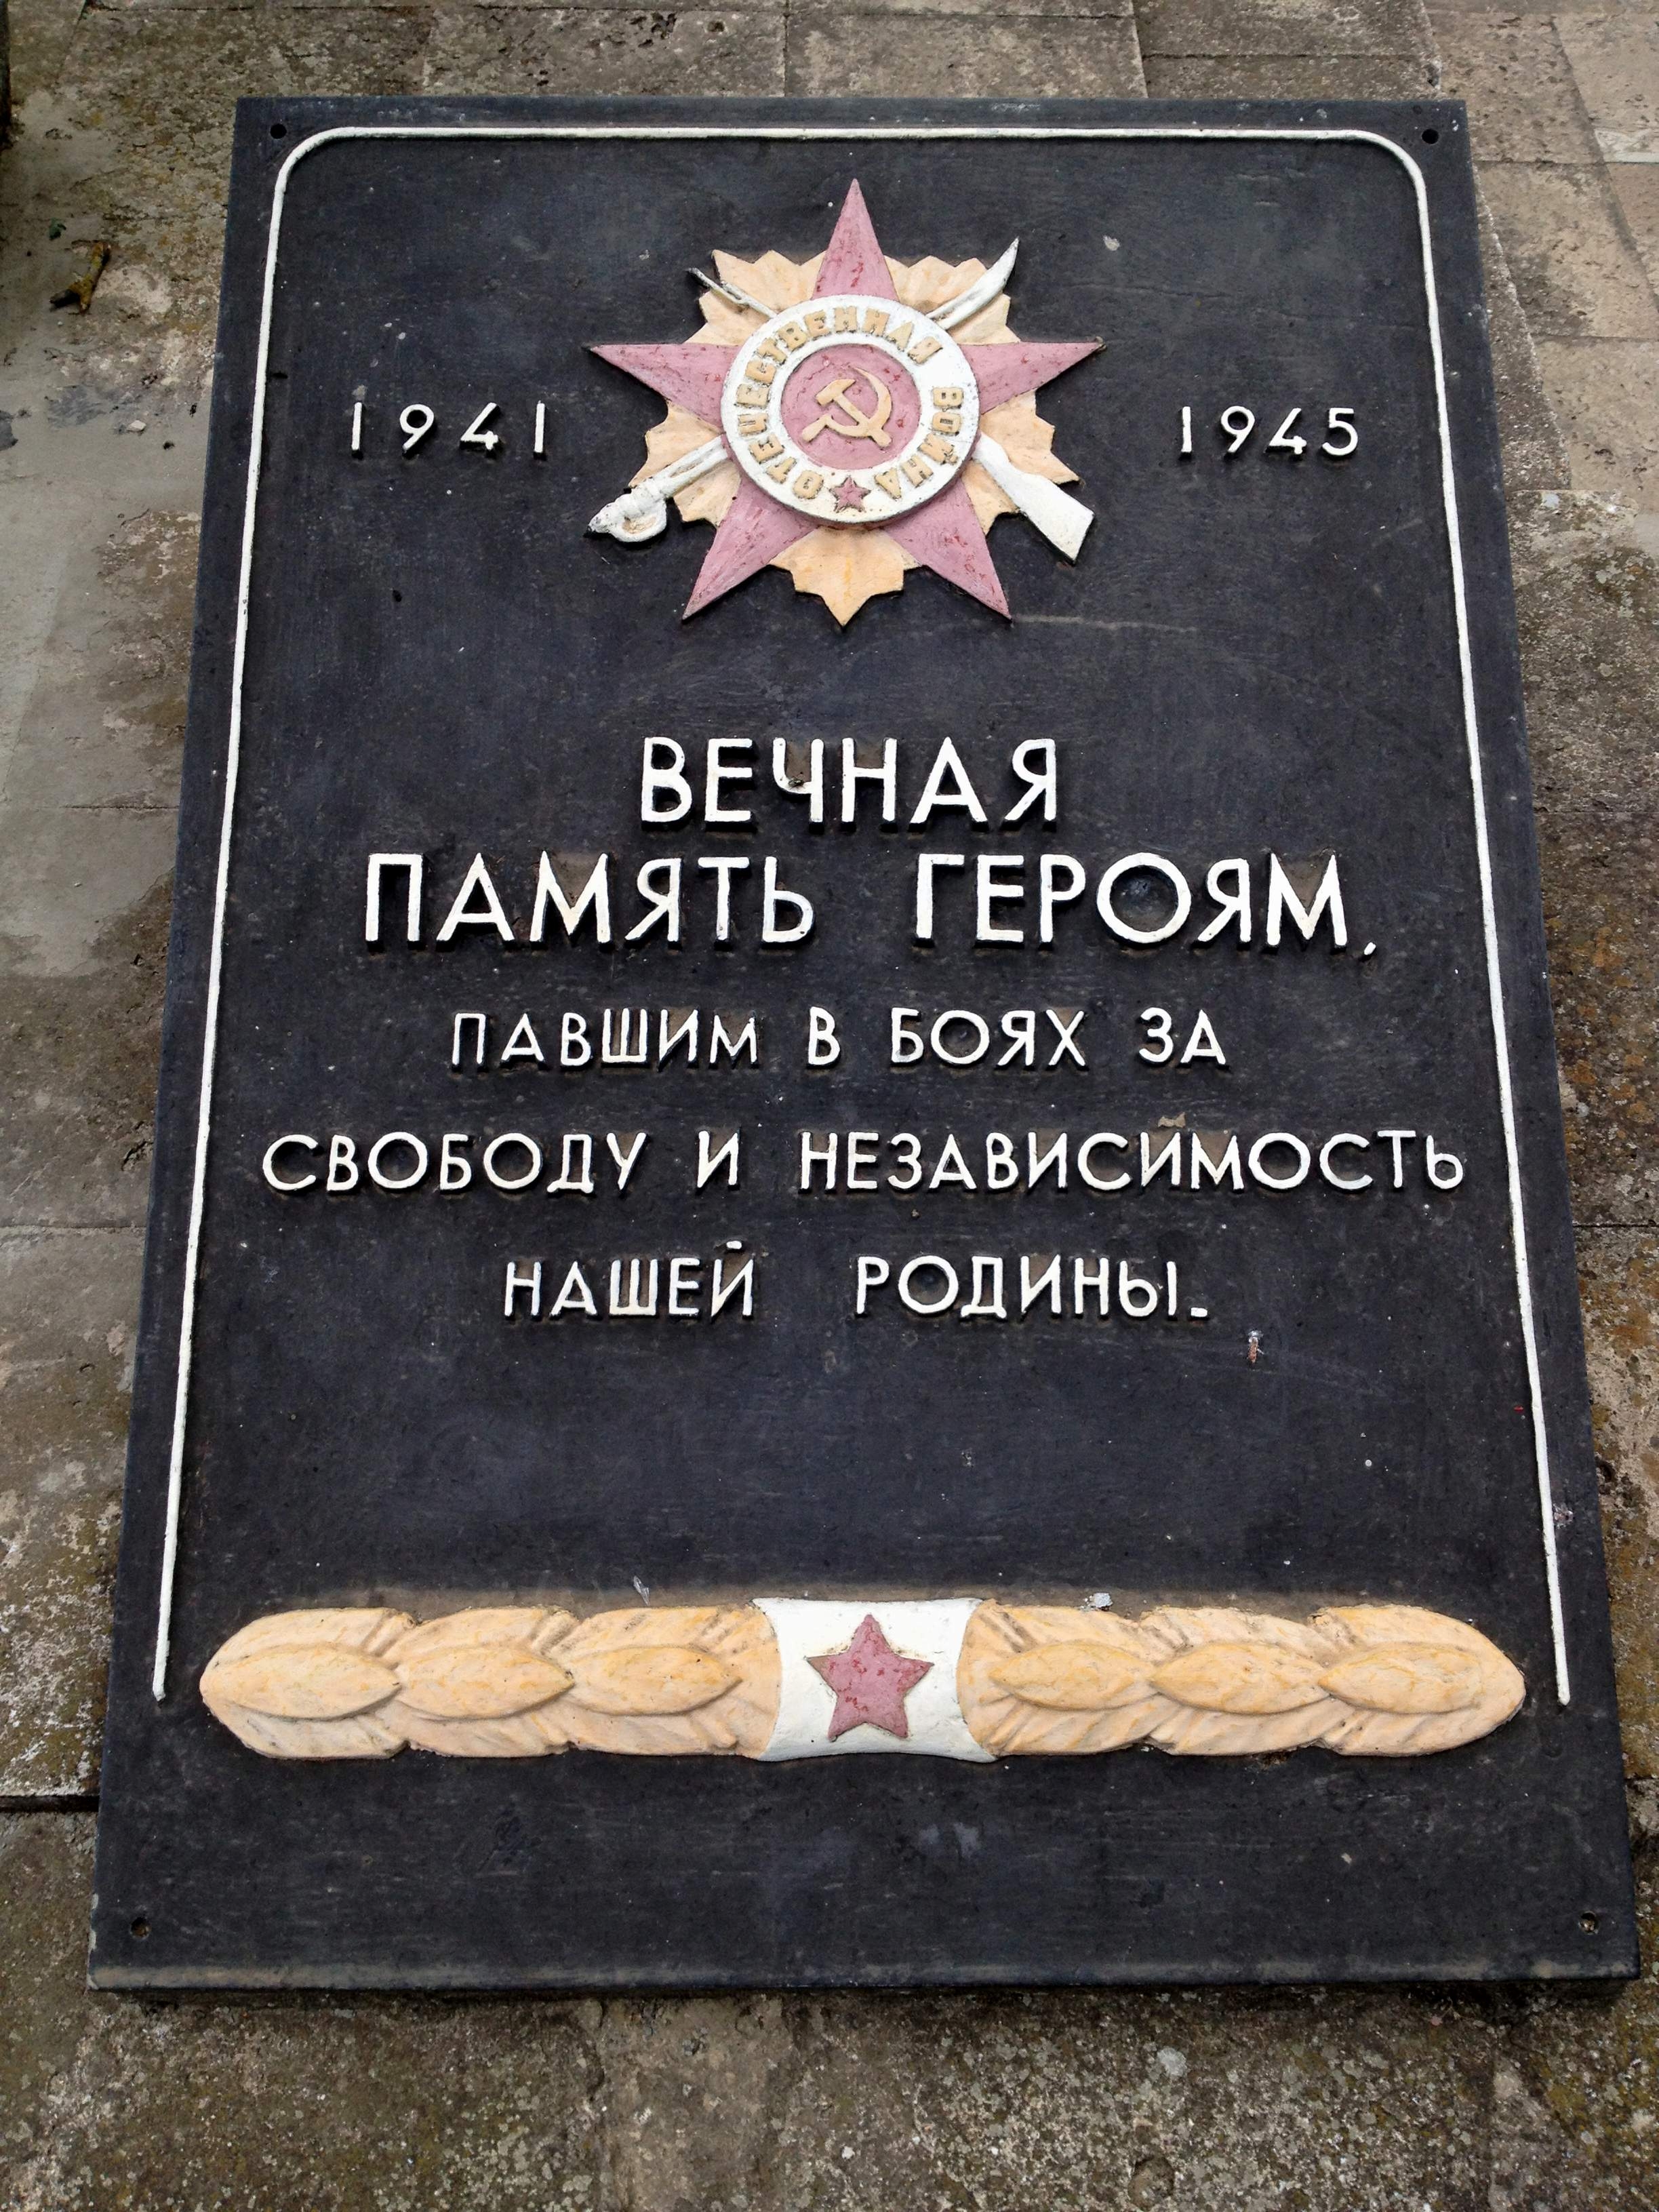 1941 1945
ОТЕЧЕСТВЕННАЯ ВОЙНА
ВЕЧНАЯ
ПАМЯТЬ ГЕРОЯМ,
ПАВШИМ В БОЯХ ЗА
СВОБОДУ И НЕЗАВИСИМОСТЬ
НАШЕЙ РОДИНЫ.